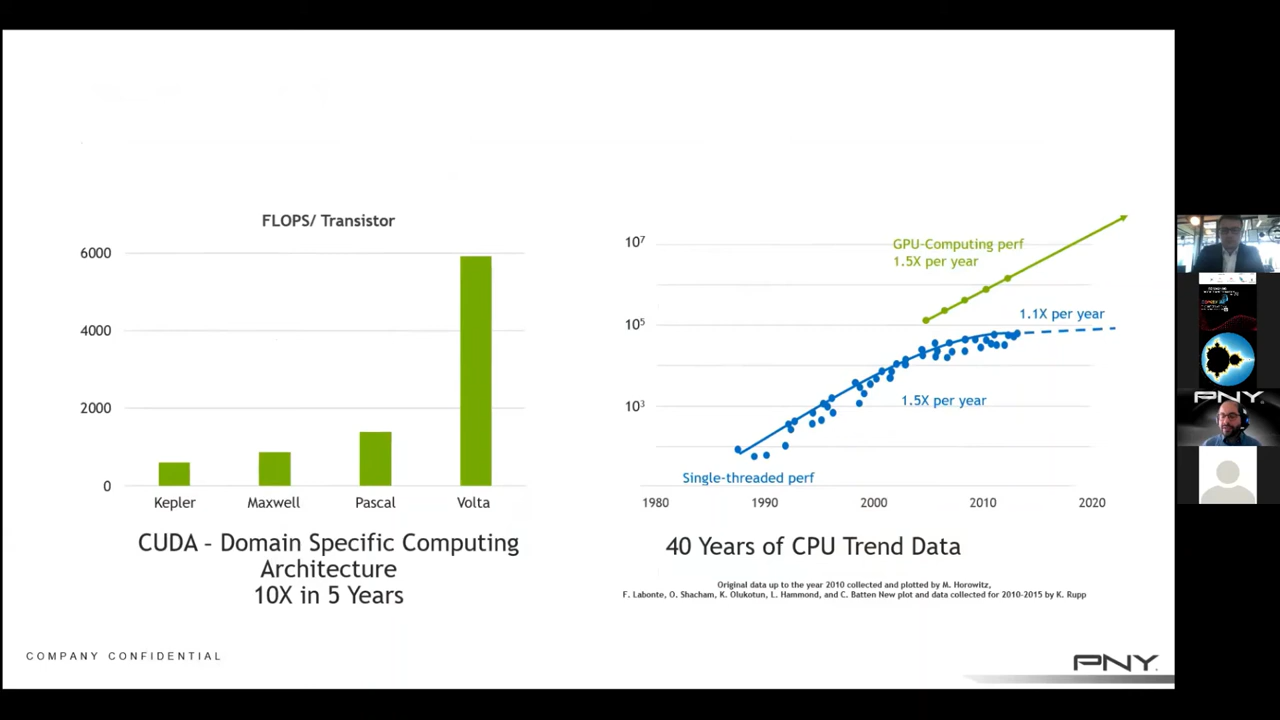 FLOPS/ Transistor
6000
4000
2000
0
Kepler Maxwell Pascal Volta
CUDA – Domain Specific Computing
Architecture
10X in 5 Years
10⁷
10⁵
10³
GPU-Computing perf
1.5X per year
1.1X per year
1.5X per year
Single-threaded perf
1980 1990 2000 2010 2020
40 Years of CPU Trend Data
Original data up to the year 2010 collected and plotted by M. Horowitz,
F. Labonte, O. Shacham, K. Olukotun, L. Hammond, and C. Batten New plot and data collected for 2010-2015 by K. Rupp
COMPANY CONFIDENTIAL
PNY.
PNY